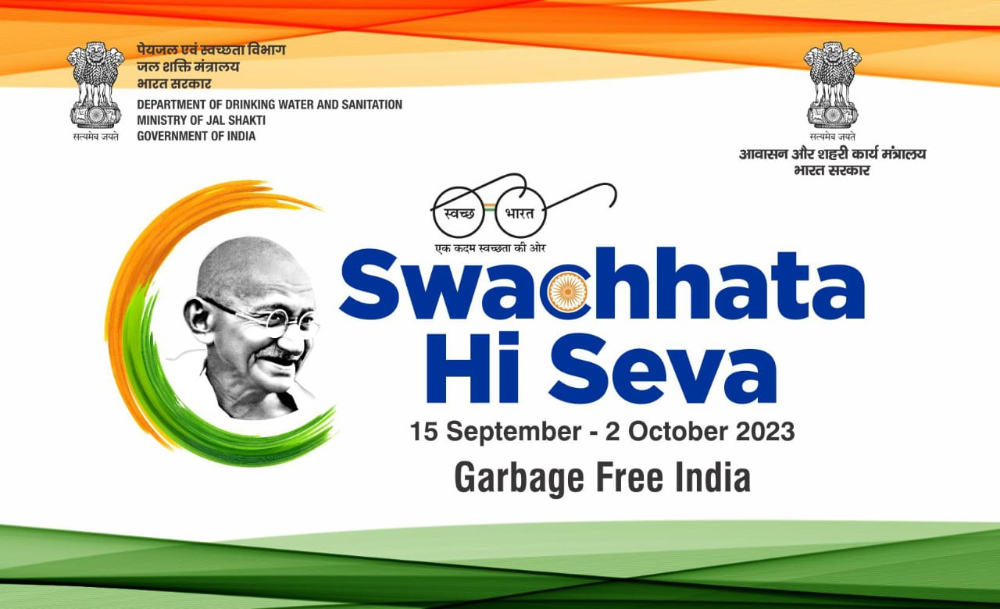 पेयजल एवं स्वच्छता विभाग
जल शक्ति मंत्रालय
भारत सरकार
DEPARTMENT OF DRINKING WATER AND SANITATION
MINISTRY OF JAL SHAKTI
GOVERNMENT OF INDIA
सत्यमेव जयते
सत्यमेव जयते
आवासन और शहरी कार्य मंत्रालय
भारत सरकार
स्वच्छ भारत
एक कदम स्वच्छता की ओर
Swachhata
Hi Seva
15 September - 2 October 2023
Garbage Free India